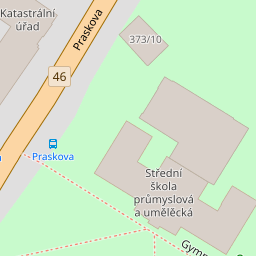 Katastrální
úřad
Praskova
373/10
46
Praskova
Střední
škola
průmyslová
a umělecká